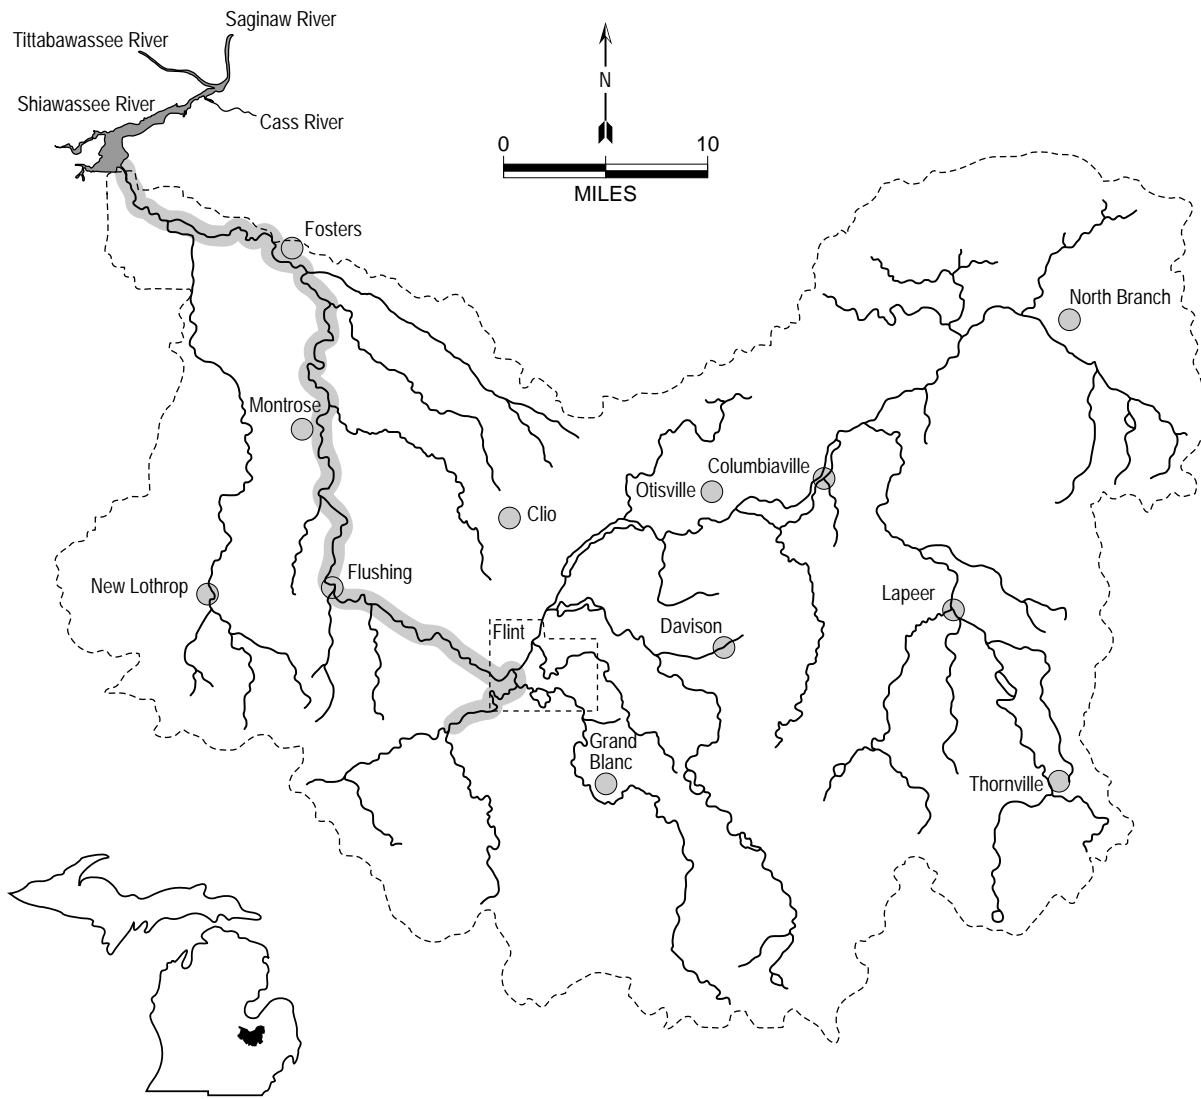 Saginaw River
Tittabawassee River
N
Shiawassee River
Cass River
0 10
MILES
Fosters
North Branch
Montrose
Columbiaville
Otisville
Clio
New Lothrop
Flushing
Lapeer
Flint
Davison
Grand
Blanc
Thornville